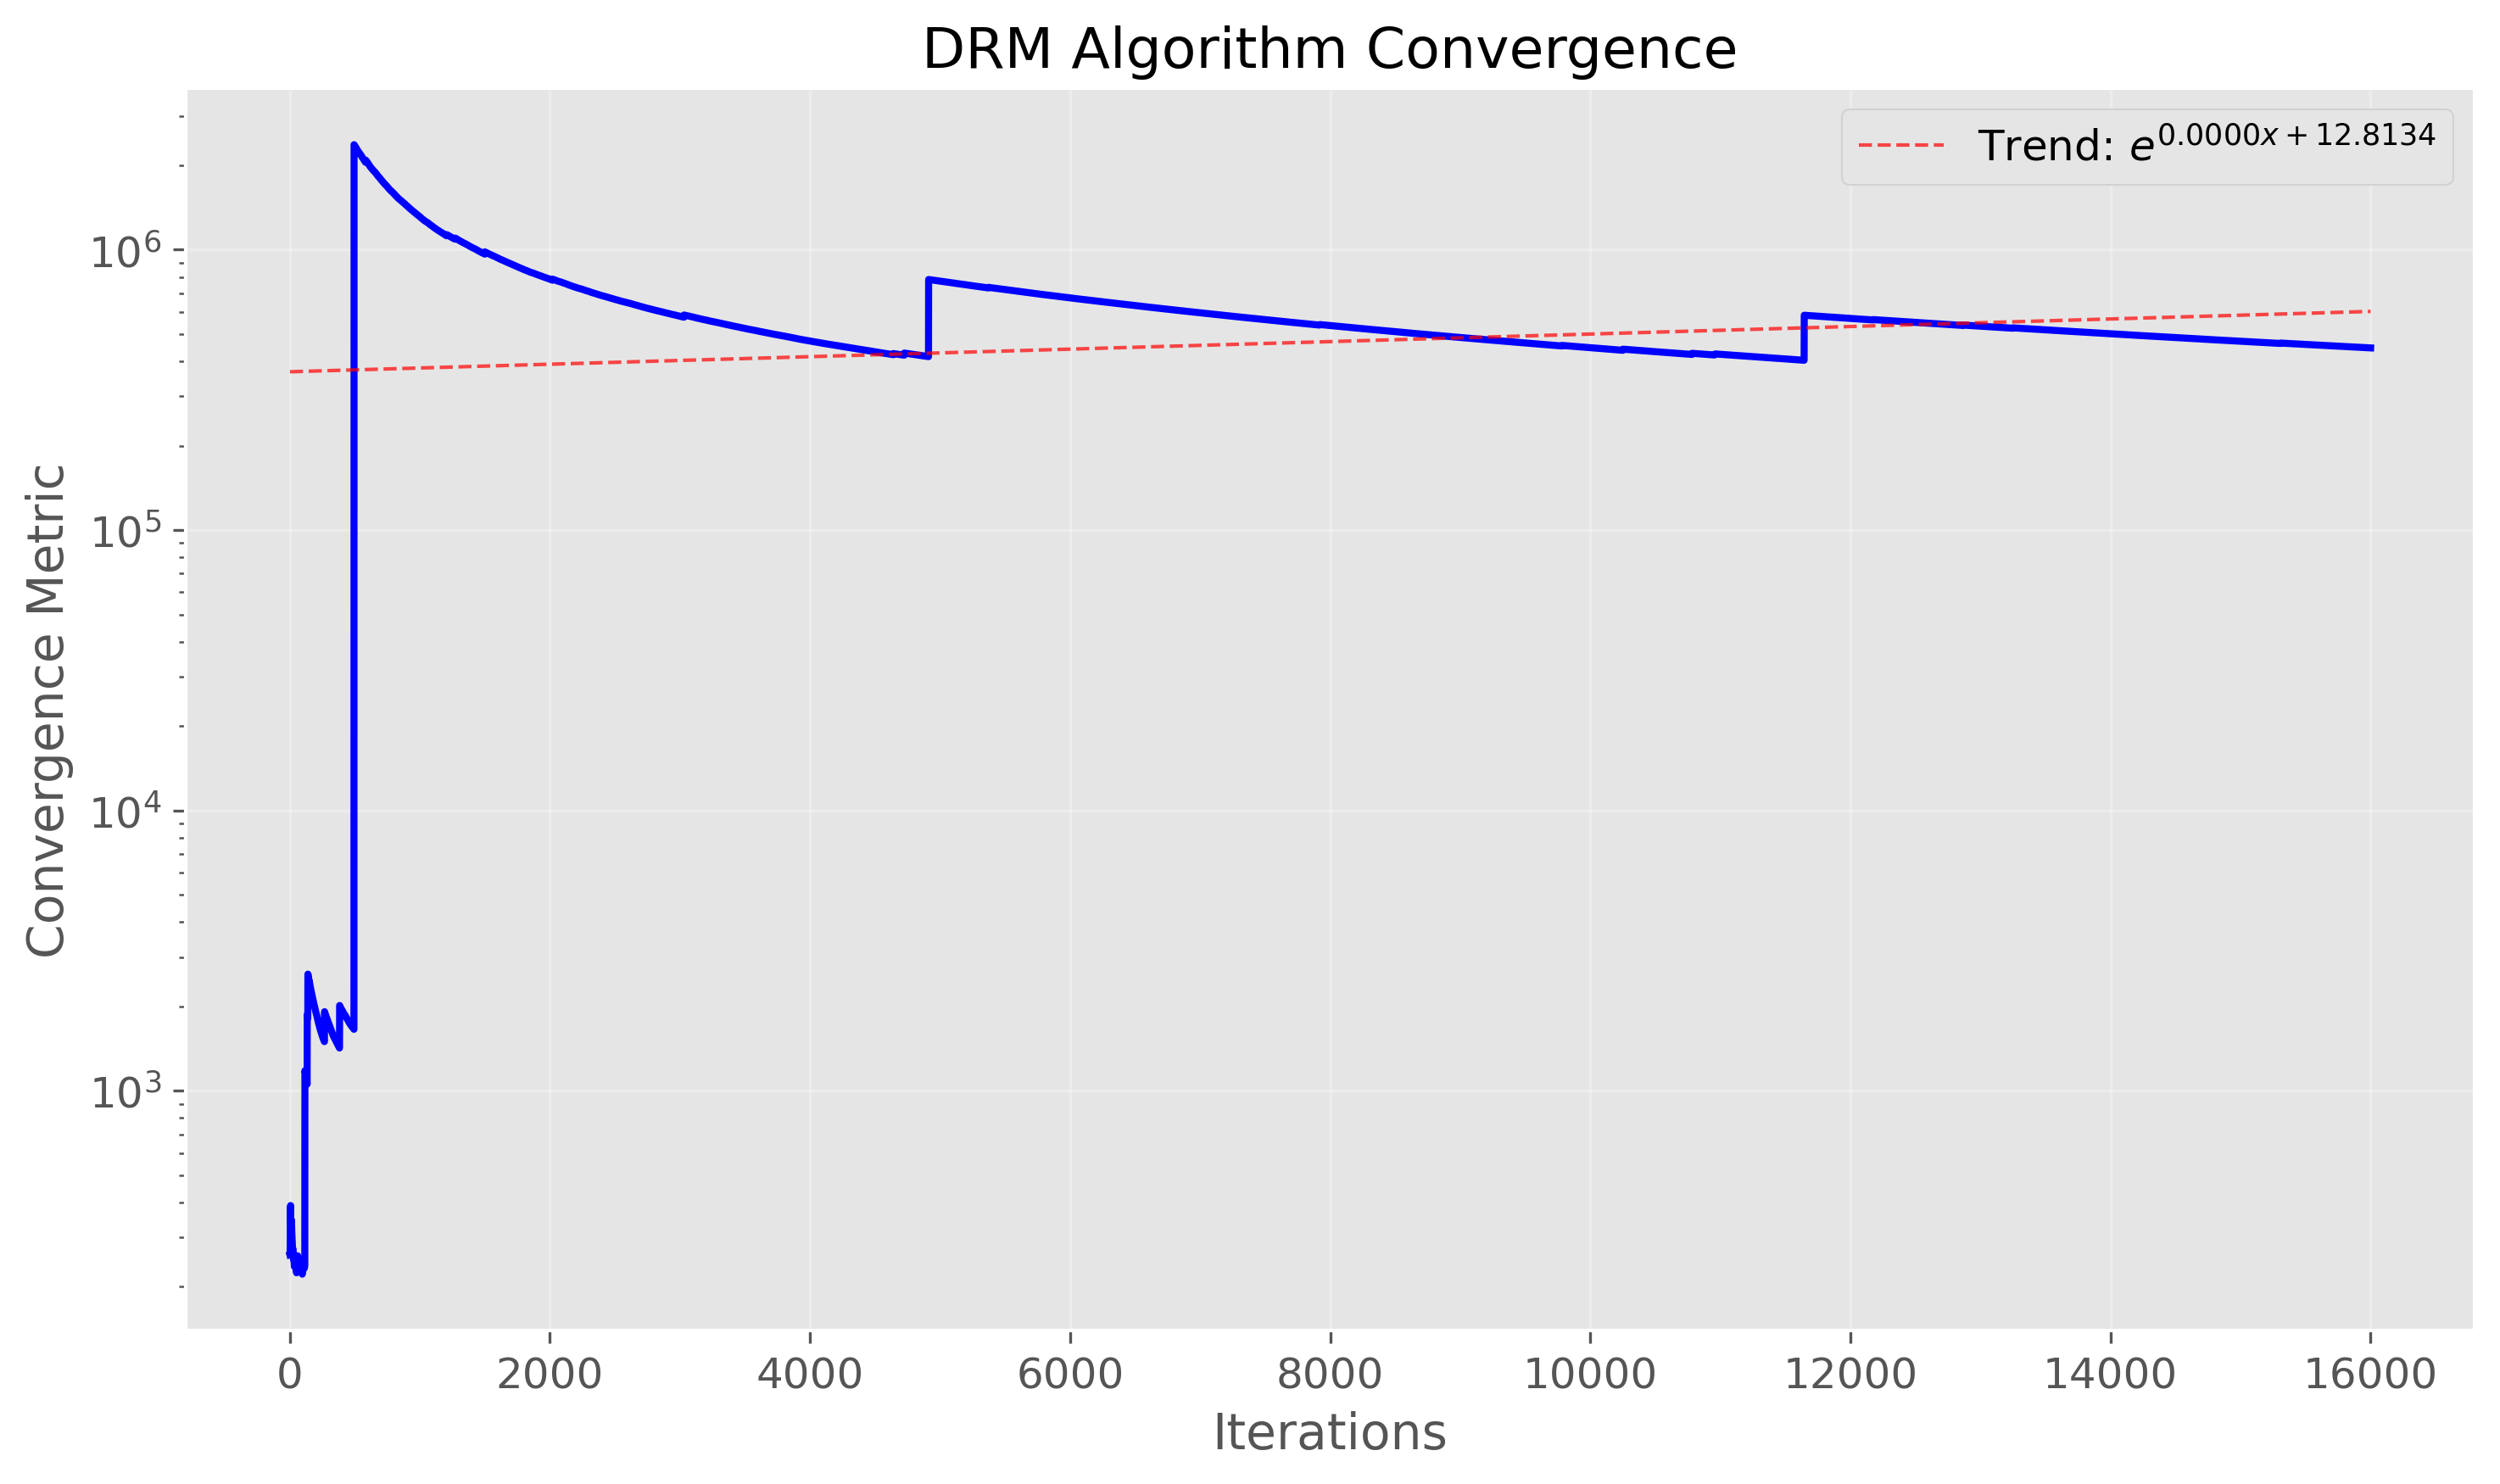 DRM Algorithm Convergence
Trend: e^{0.0000x + 12.8134}
Convergence Metric
10^6
10^5
10^4
10^3
0 2000 4000 6000 8000 10000 12000 14000 16000
Iterations